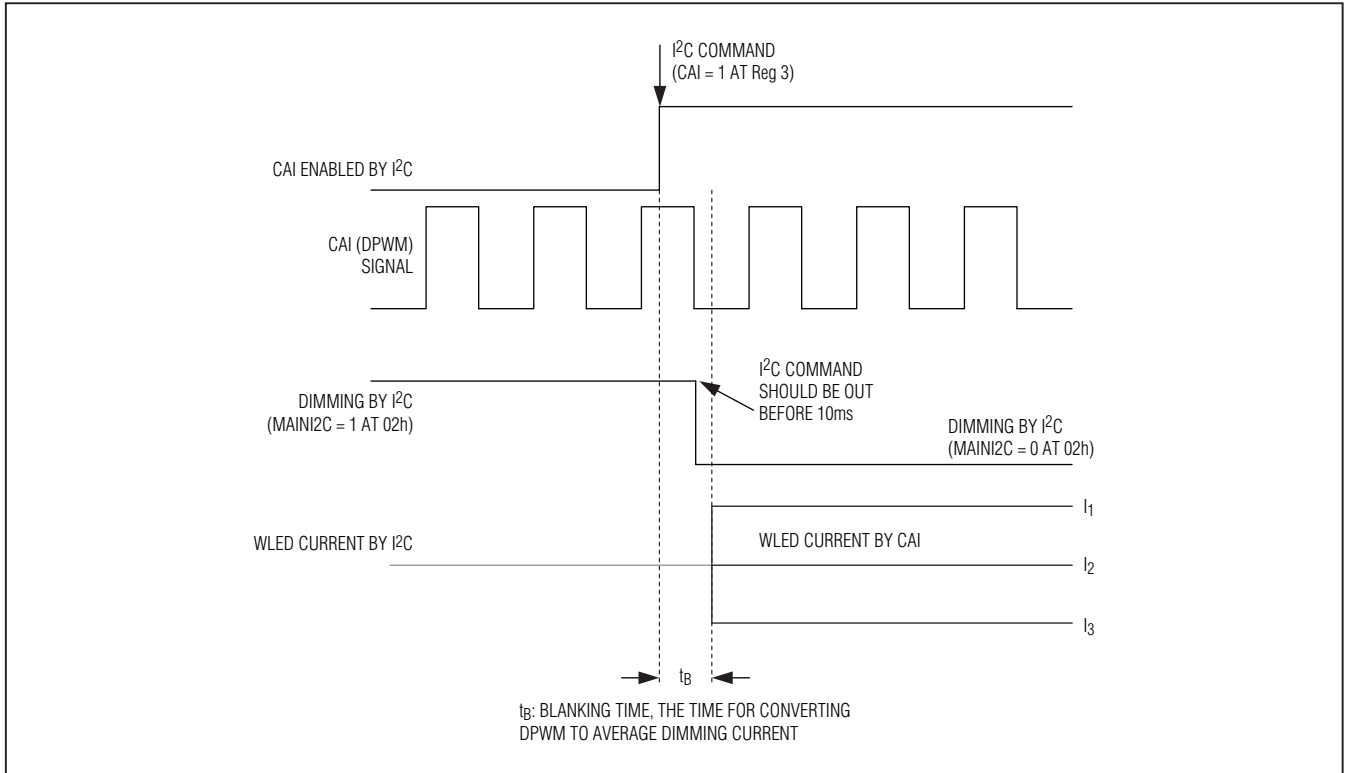 I²C COMMAND
(CAI = 1 AT Reg 3)
CAI ENABLED BY I²C
CAI (DPWM)
SIGNAL
I²C COMMAND
SHOULD BE OUT
BEFORE 10ms
DIMMING BY I²C
(MAINI2C = 1 AT 02h)
DIMMING BY I²C
(MAINI2C = 0 AT 02h)
I₁
WLED CURRENT BY I²C
WLED CURRENT BY CAI
I₂
I₃
tB
tB: BLANKING TIME, THE TIME FOR CONVERTING
DPWM TO AVERAGE DIMMING CURRENT